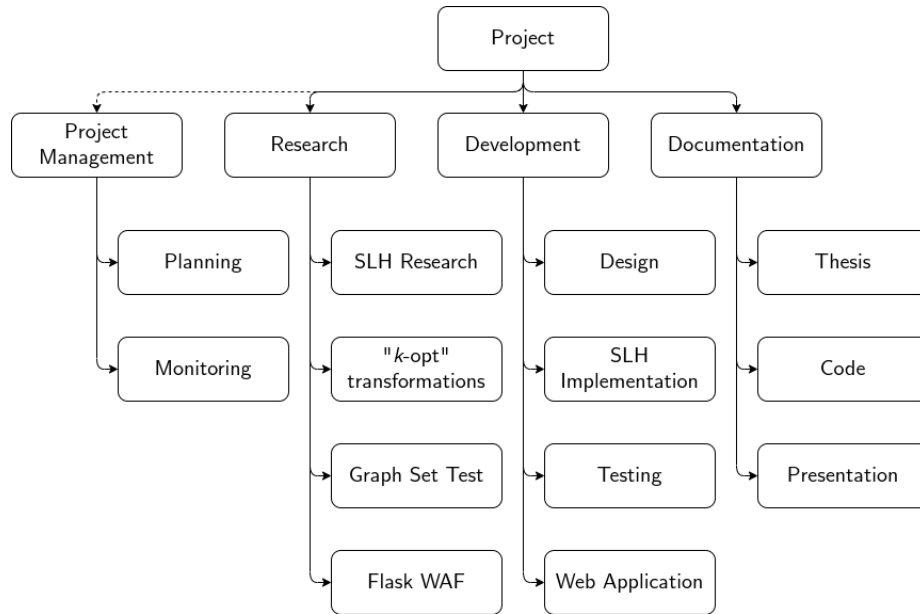 Project
Project
Management
Research
Development
Documentation
Planning
SLH Research
Design
Thesis
Monitoring
"k-opt"
transformations
SLH
Implementation
Code
Graph Set Test
Testing
Presentation
Flask WAF
Web Application